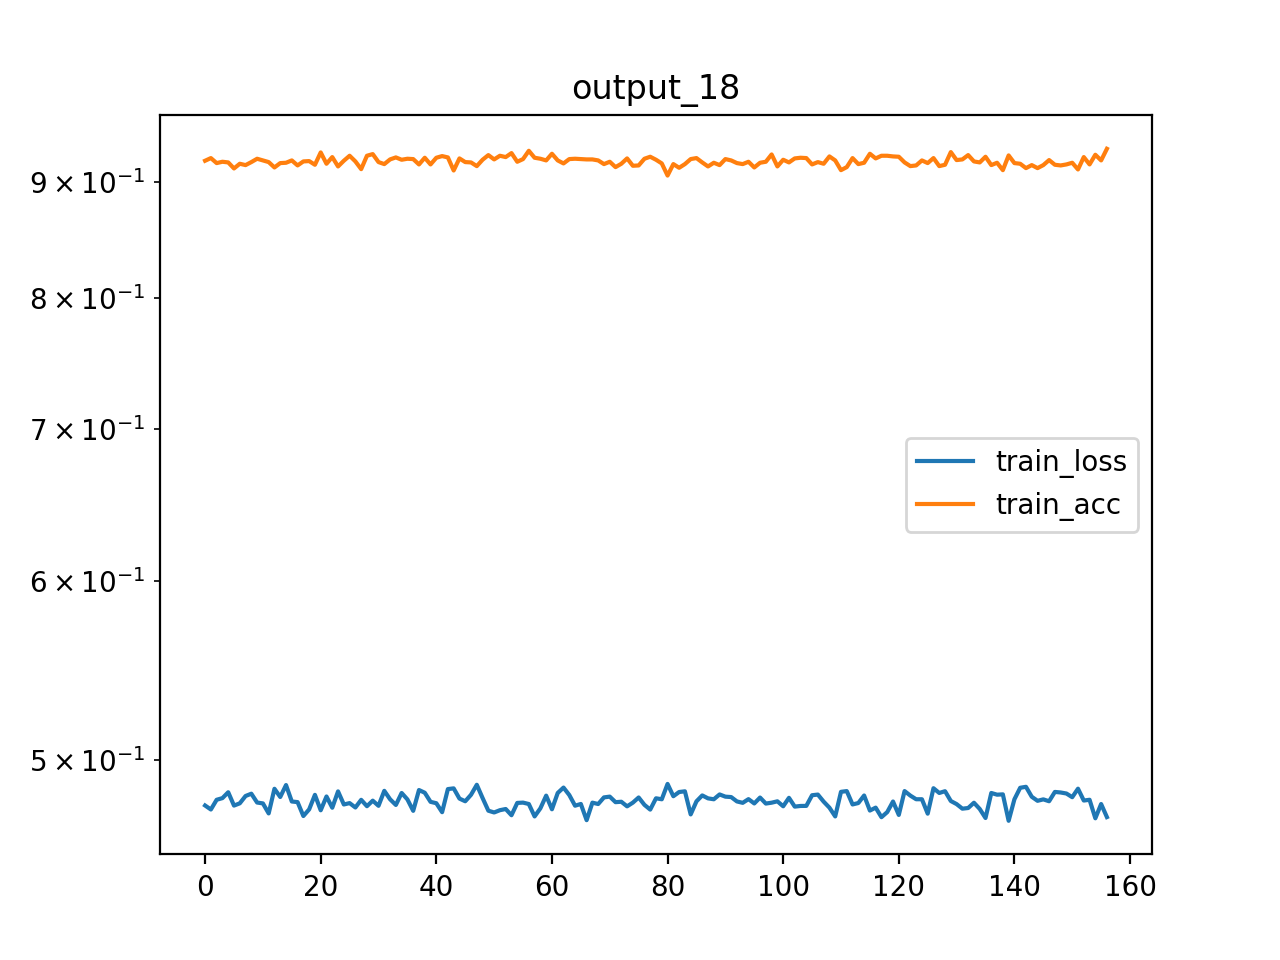 output_18
9 × 10⁻¹
8 × 10⁻¹
7 × 10⁻¹
6 × 10⁻¹
5 × 10⁻¹
train_loss
train_acc
0 20 40 60 80 100 120 140 160